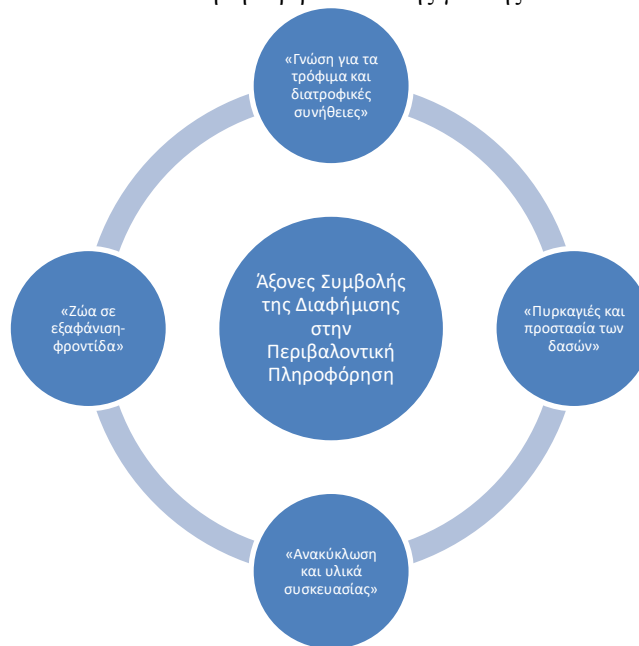 «Γνώση για τα
τρόφιμα και
διατροφικές
συνήθειες»
Άξονες Συμβολής
της Διαφήμισης
στην
Περιβαλοντική
Πληροφόρηση
«Ζώα σε
εξαφάνιση-
φροντίδα»
«Πυρκαγιές και
προστασία των
δασών»
«Ανακύκλωση
και υλικά
συσκευασίας»